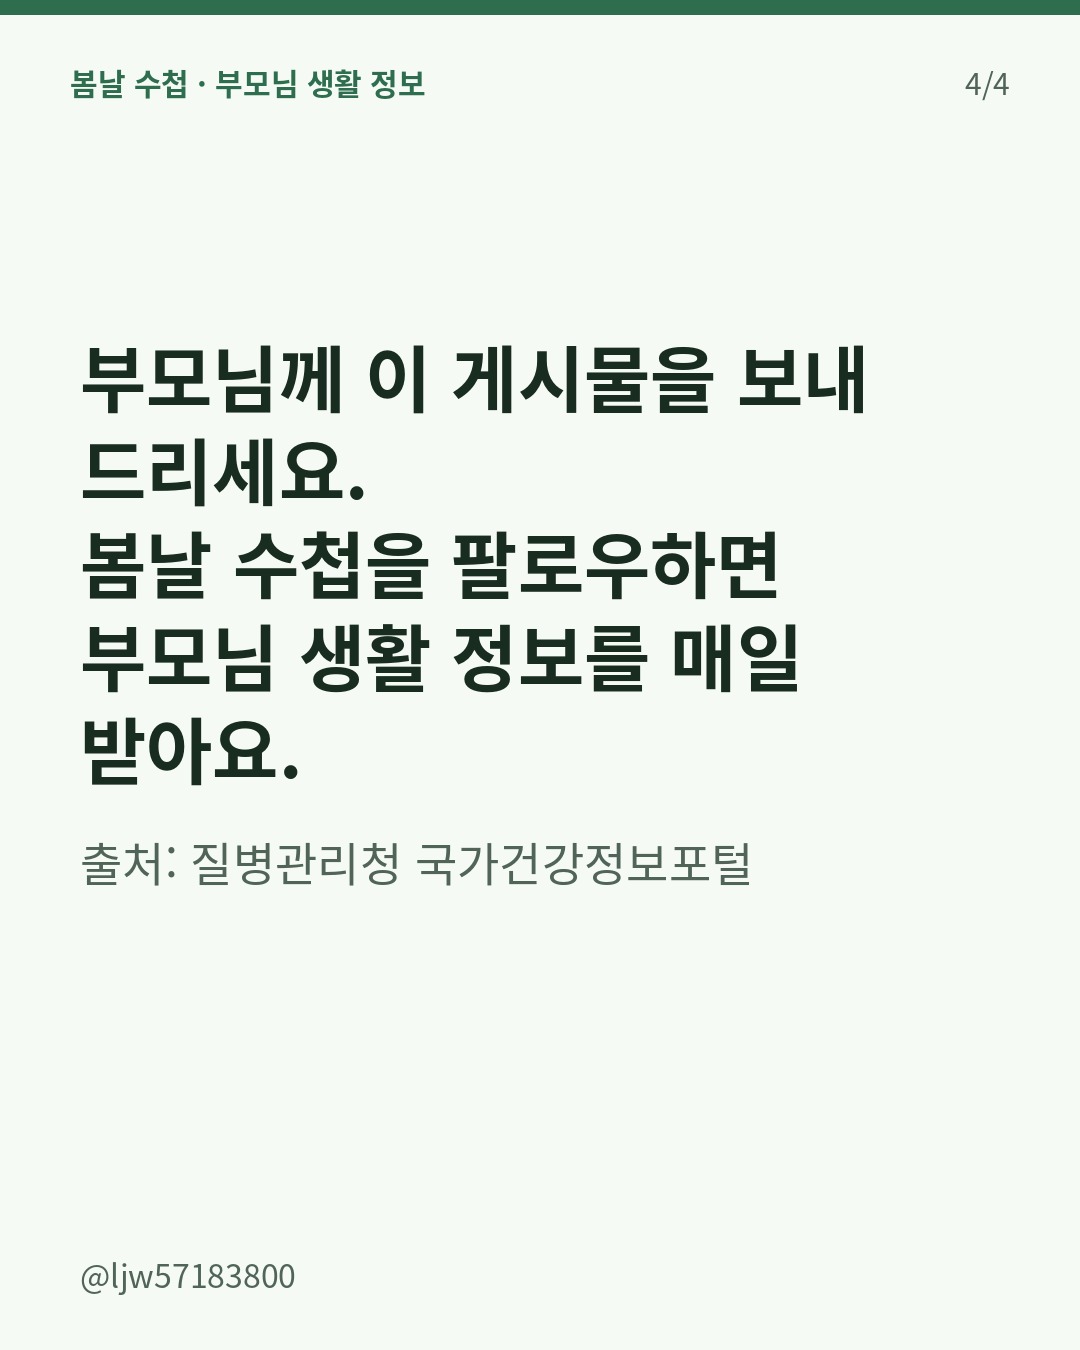 봄날 수첩 · 부모님 생활 정보
4/4
부모님께 이 게시물을 보내
드리세요.
봄날 수첩을 팔로우하면
부모님 생활 정보를 매일
받아요.
출처: 질병관리청 국가건강정보포털
@ljw57183800